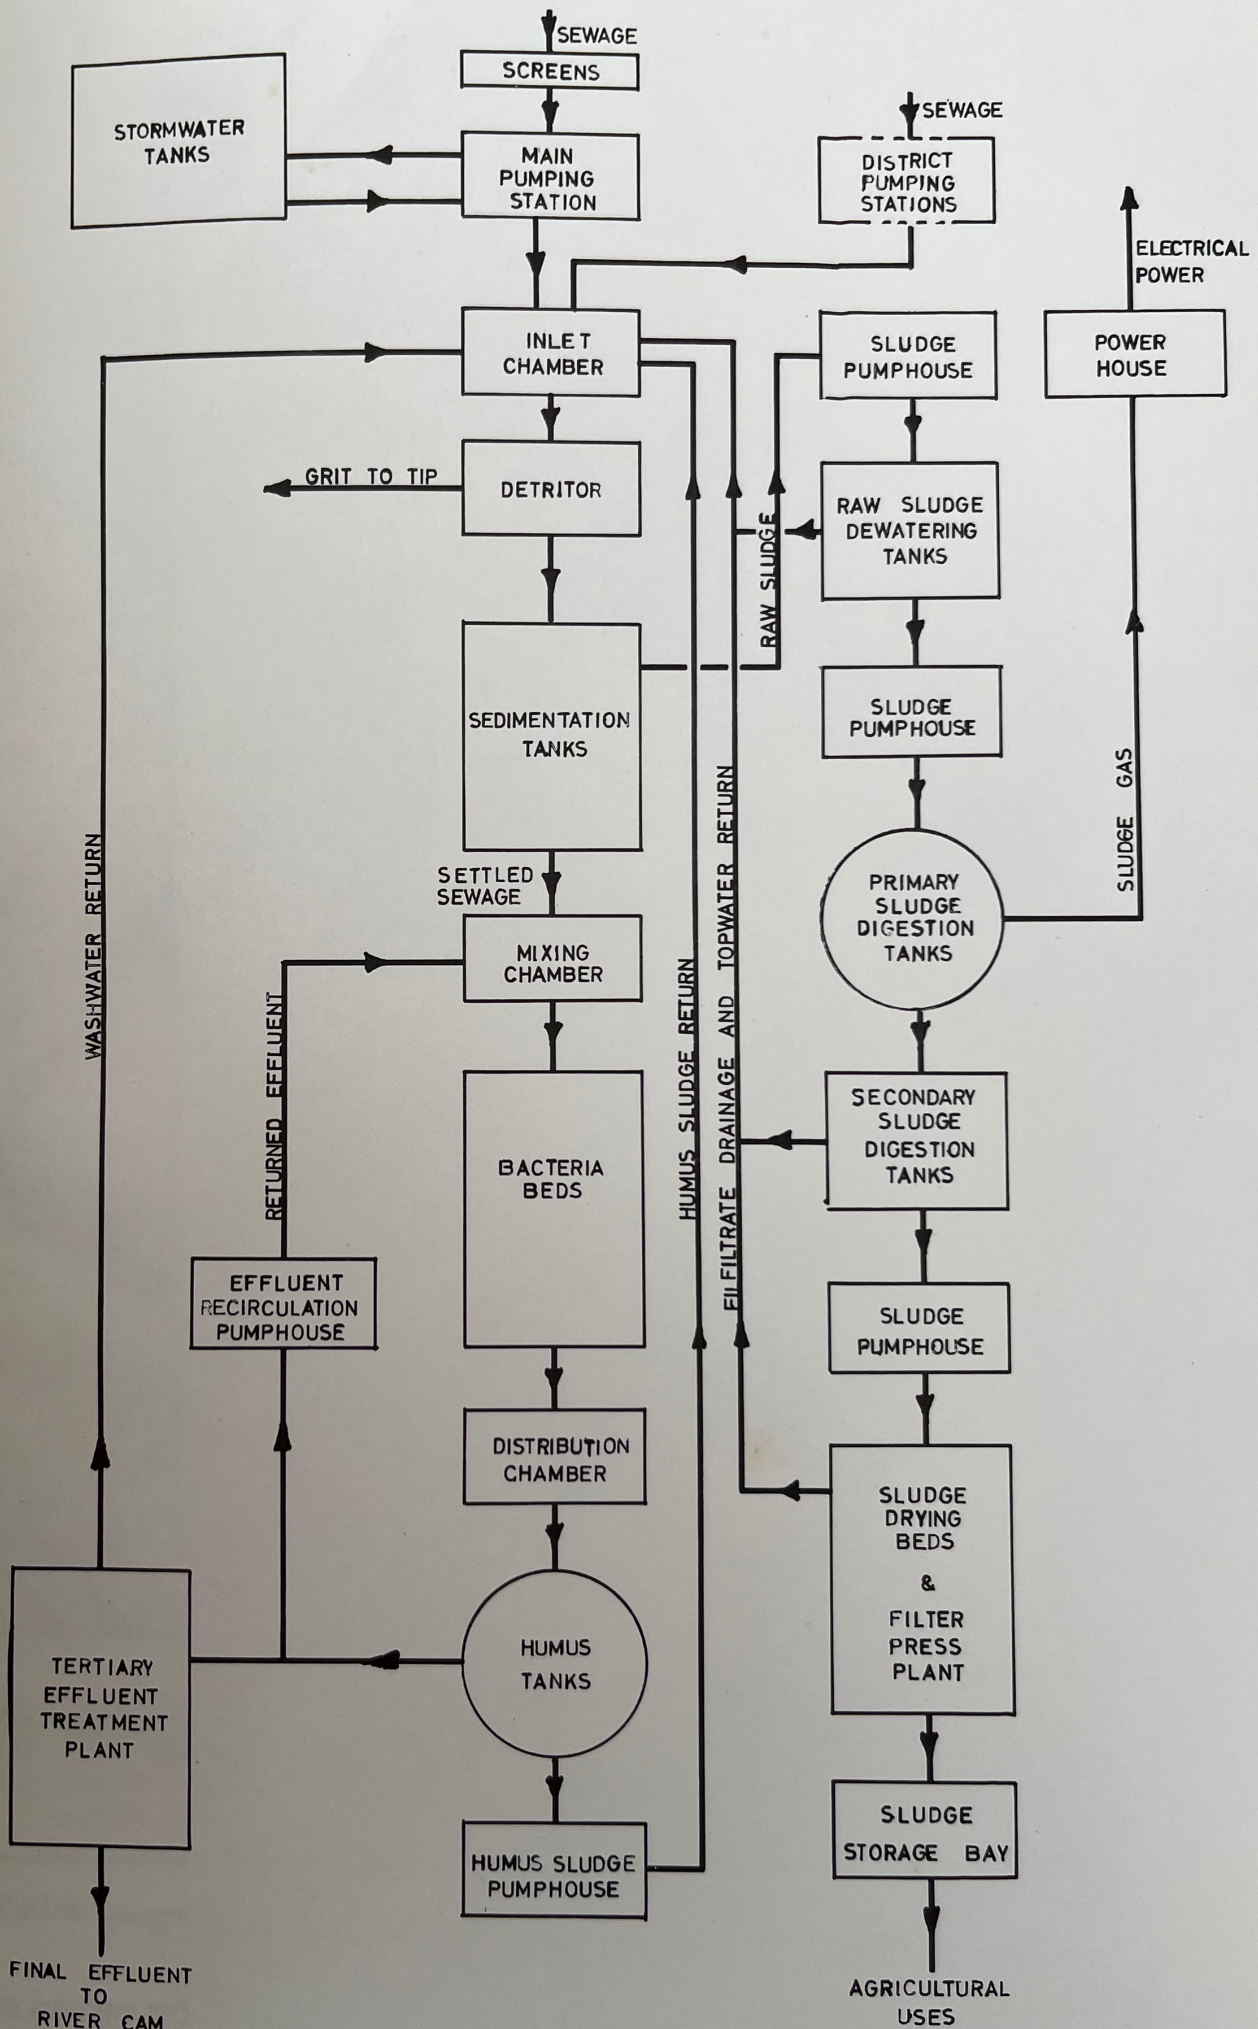 SEWAGE
SCREENS
STORMWATER
TANKS
MAIN
PUMPING
STATION
SEWAGE
DISTRICT
PUMPING
STATIONS
ELECTRICAL
POWER
INLET
CHAMBER
SLUDGE
PUMPHOUSE
POWER
HOUSE
GRIT TO TIP
DETRITOR
RAW SLUDGE
DEWATERING
TANKS
RAW SLUDGE
SEDIMENTATION
TANKS
SLUDGE
PUMPHOUSE
SLUDGE GAS
WASHWATER RETURN
SETTLED
SEWAGE
PRIMARY
SLUDGE
DIGESTION
TANKS
MIXING
CHAMBER
RETURNED EFFLUENT
HUMUS SLUDGE RETURN
FILTRATE DRAINAGE AND TOPWATER RETURN
BACTERIA
BEDS
SECONDARY
SLUDGE
DIGESTION
TANKS
EFFLUENT
RECIRCULATION
PUMPHOUSE
SLUDGE
PUMPHOUSE
DISTRIBUTION
CHAMBER
SLUDGE
DRYING
BEDS
&
FILTER
PRESS
PLANT
HUMUS
TANKS
TERTIARY
EFFLUENT
TREATMENT
PLANT
SLUDGE
STORAGE BAY
HUMUS SLUDGE
PUMPHOUSE
FINAL EFFLUENT
TO
RIVER CAM
AGRICULTURAL
USES